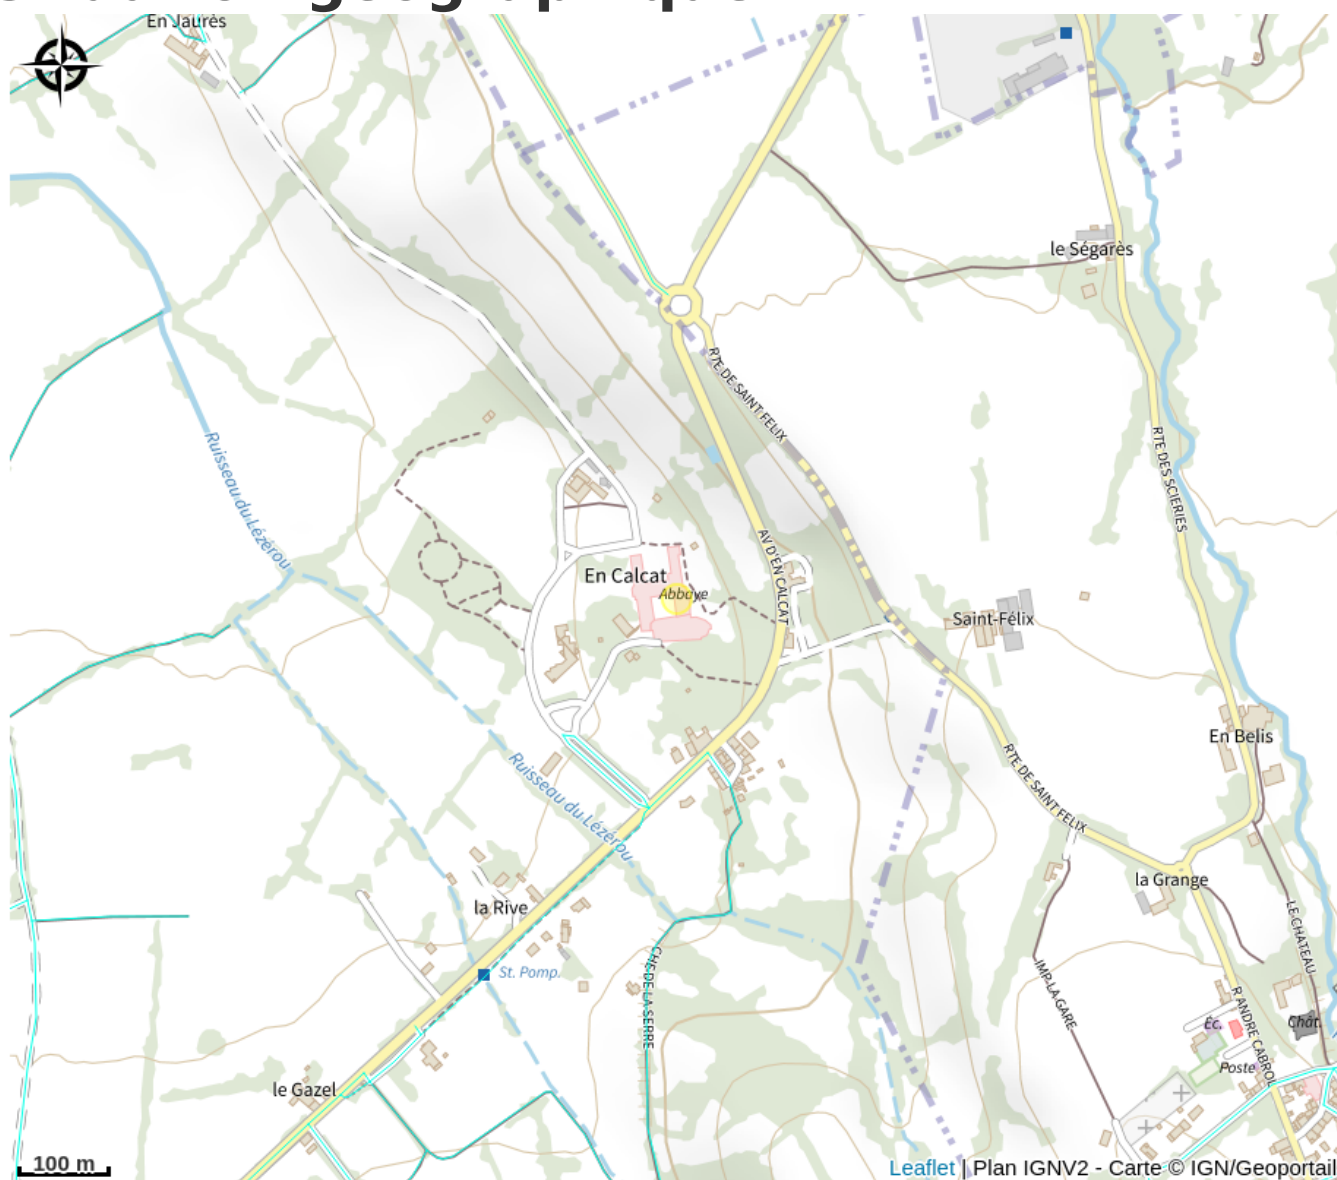 En Jaurès
le Ségarès
RTE DE SAINT FELIX
RTE DES SCIERIES
Ruisseau du Lézérou
AV D'EN CALCAT
En Calcat
Abbaye
Saint-Félix
En Belis
RTE DE SAINT FELIX
Ruisseau du Lézérou
la Grange
la Rive
LE CHATEAU
St. Pomp.
CHE DE LA SERRE
IMP LA GARE
R ANDRE CABROL
Éc.
Chât.
Poste
le Gazel
100 m
Leaflet | Plan IGNV2 - Carte © IGN/Geoportail